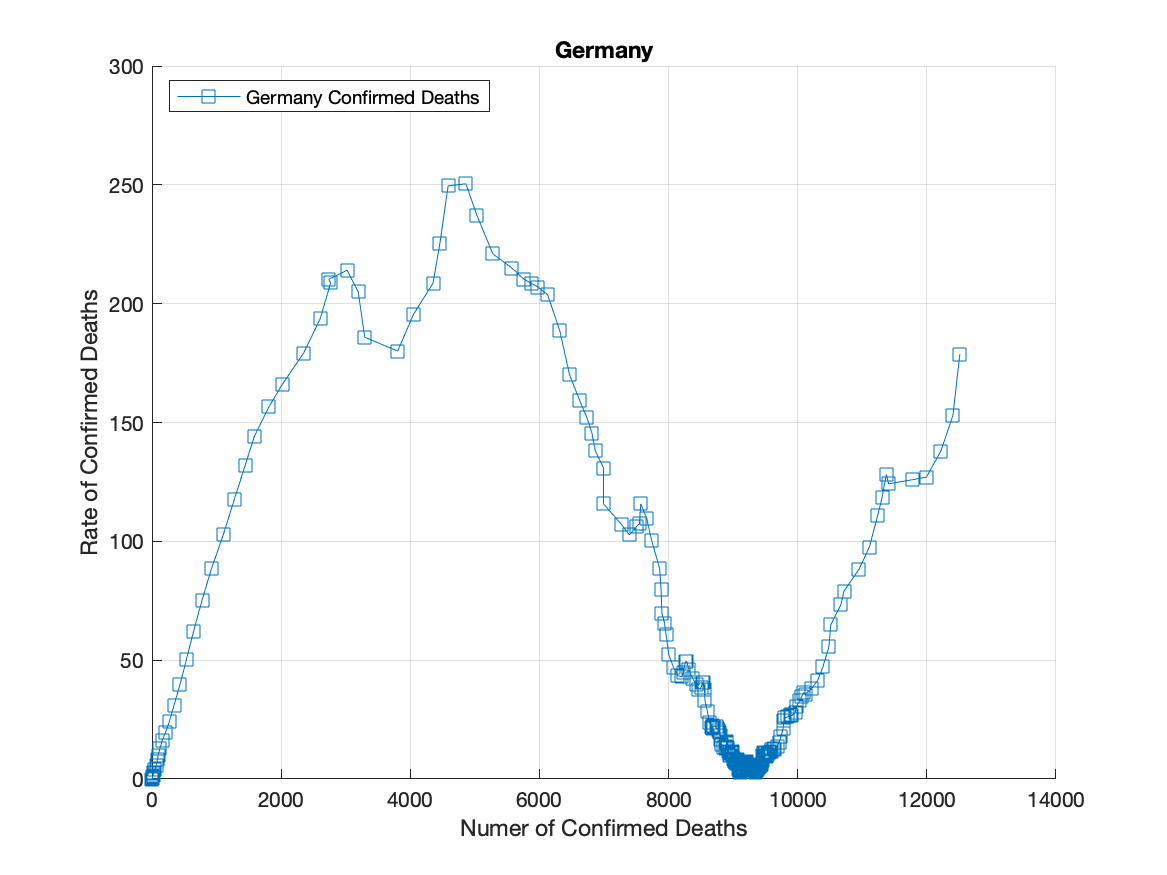 Germany
Germany Confirmed Deaths
300
250
200
150
100
50
0
Rate of Confirmed Deaths
0 2000 4000 6000 8000 10000 12000 14000
Numer of Confirmed Deaths